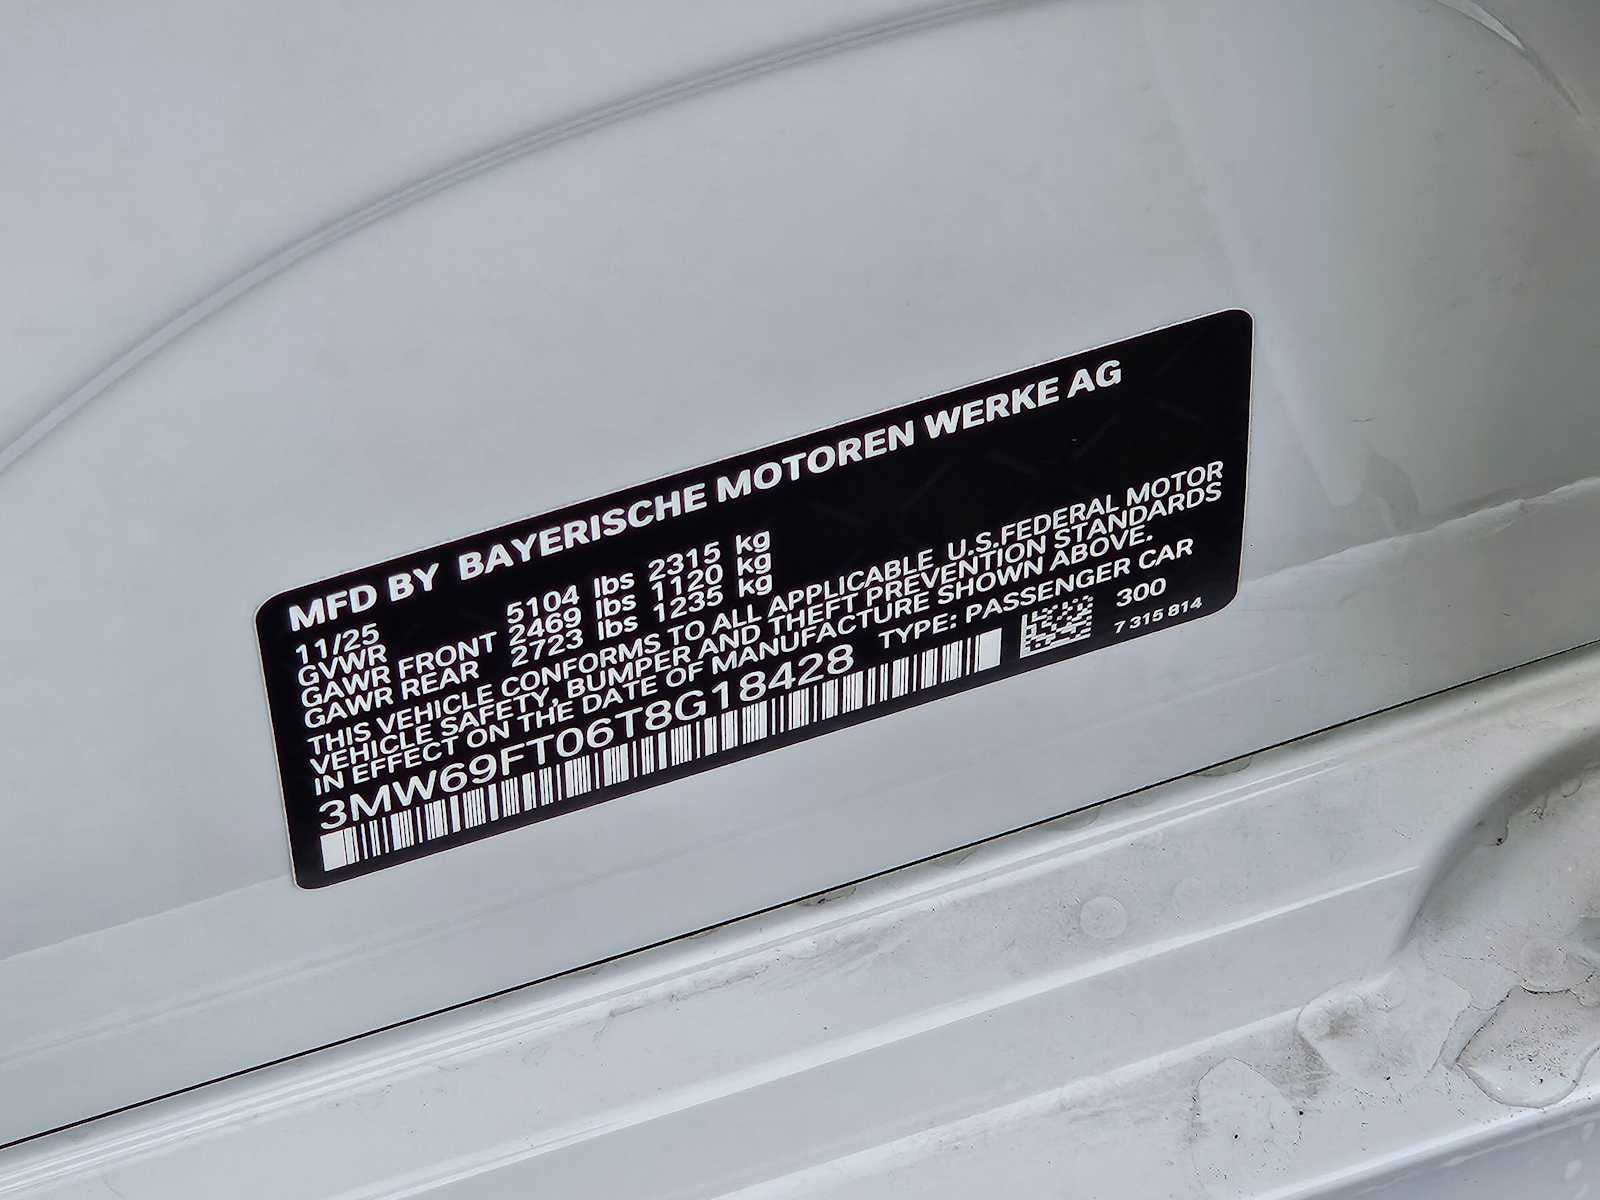 MFD BY BAYERISCHE MOTOREN WERKE AG
11/25
GVWR 5104 lbs 2315 kg
GAWR FRONT 2469 lbs 1120 kg
GAWR REAR 2723 lbs 1235 kg
THIS VEHICLE CONFORMS TO ALL APPLICABLE U.S.FEDERAL MOTOR
VEHICLE SAFETY, BUMPER AND THEFT PREVENTION STANDARDS
IN EFFECT ON THE DATE OF MANUFACTURE SHOWN ABOVE.
3MW69FT06T8G18428 TYPE: PASSENGER CAR
300
7 315 814